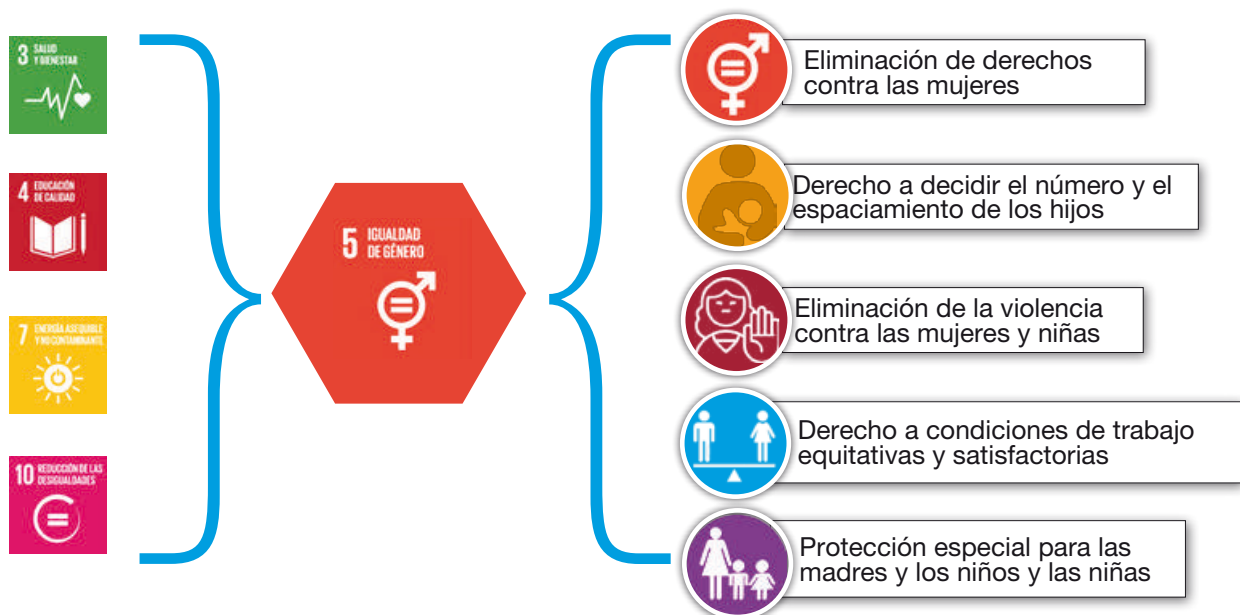 3 SALUD
Y BIENESTAR
4 EDUCACIÓN
DE CALIDAD
7 ENERGÍA ASEQUIBLE
Y NO CONTAMINANTE
10 REDUCCIÓN DE LAS
DESIGUALDADES
5 IGUALDAD
DE GÉNERO
Eliminación de derechos
contra las mujeres
Derecho a decidir el número y el
espaciamiento de los hijos
Eliminación de la violencia
contra las mujeres y niñas
Derecho a condiciones de trabajo
equitativas y satisfactorias
Protección especial para las
madres y los niños y las niñas